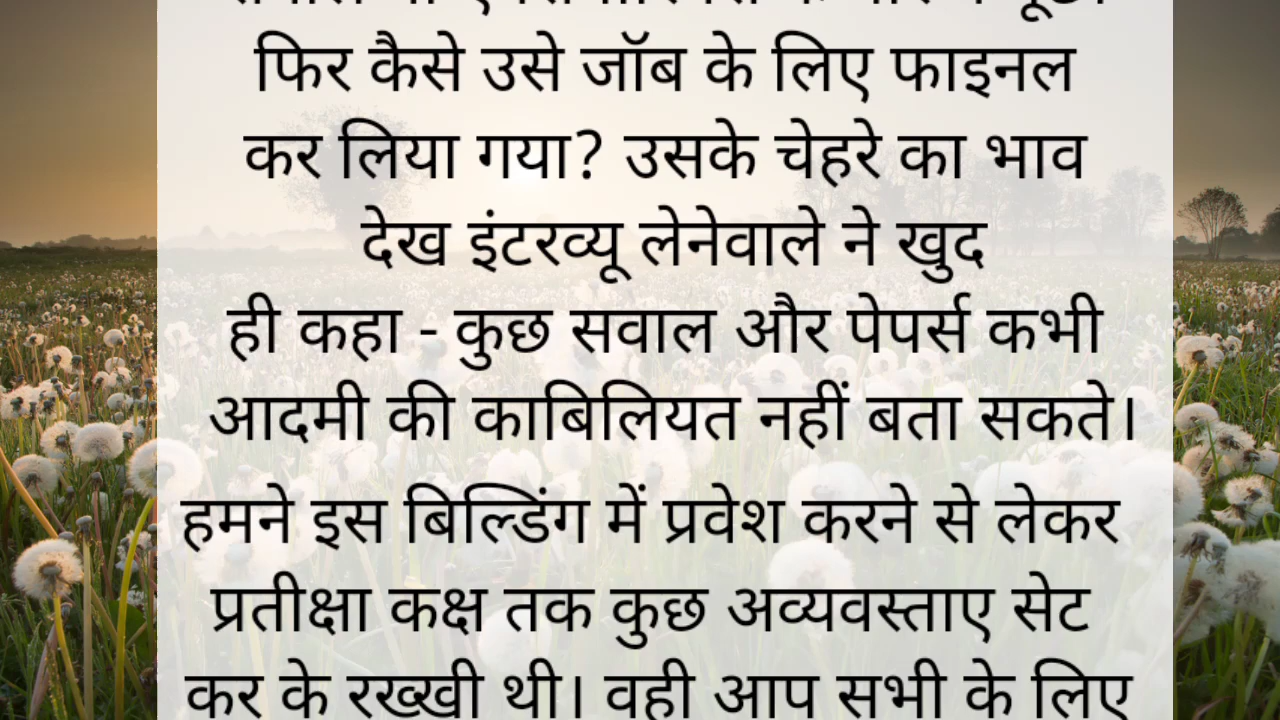 फिर कैसे उसे जॉब के लिए फाइनल
कर लिया गया? उसके चेहरे का भाव
देख इंटरव्यू लेनेवाले ने खुद
ही कहा - कुछ सवाल और पेपर्स कभी
आदमी की काबिलियत नहीं बता सकते।
हमने इस बिल्डिंग में प्रवेश करने से लेकर
प्रतीक्षा कक्ष तक कुछ अव्यवस्ताए सेट
कर के रख्खी थी। वही आप सभी के लिए